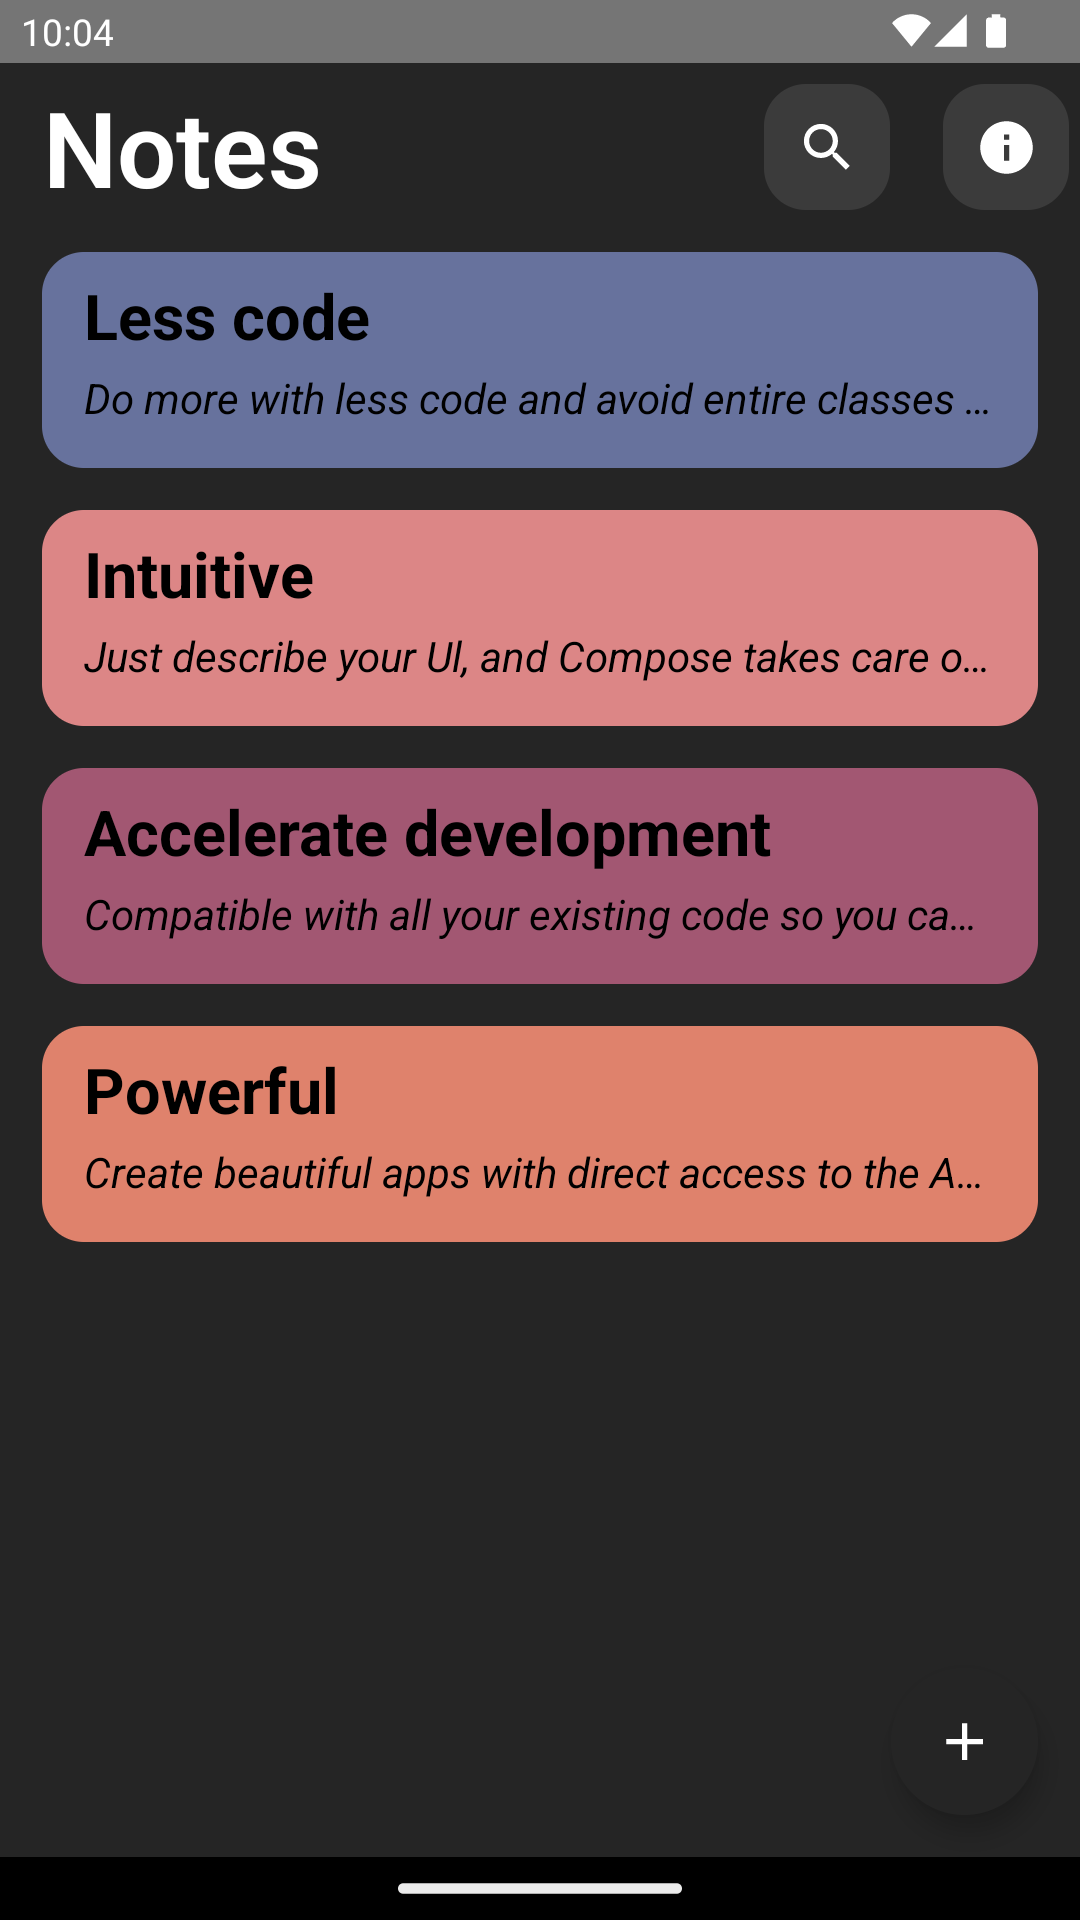 10:04
Notes
Less code
Do more with less code and avoid entire classes …
Intuitive
Just describe your UI, and Compose takes care o…
Accelerate development
Compatible with all your existing code so you ca…
Powerful
Create beautiful apps with direct access to the A…